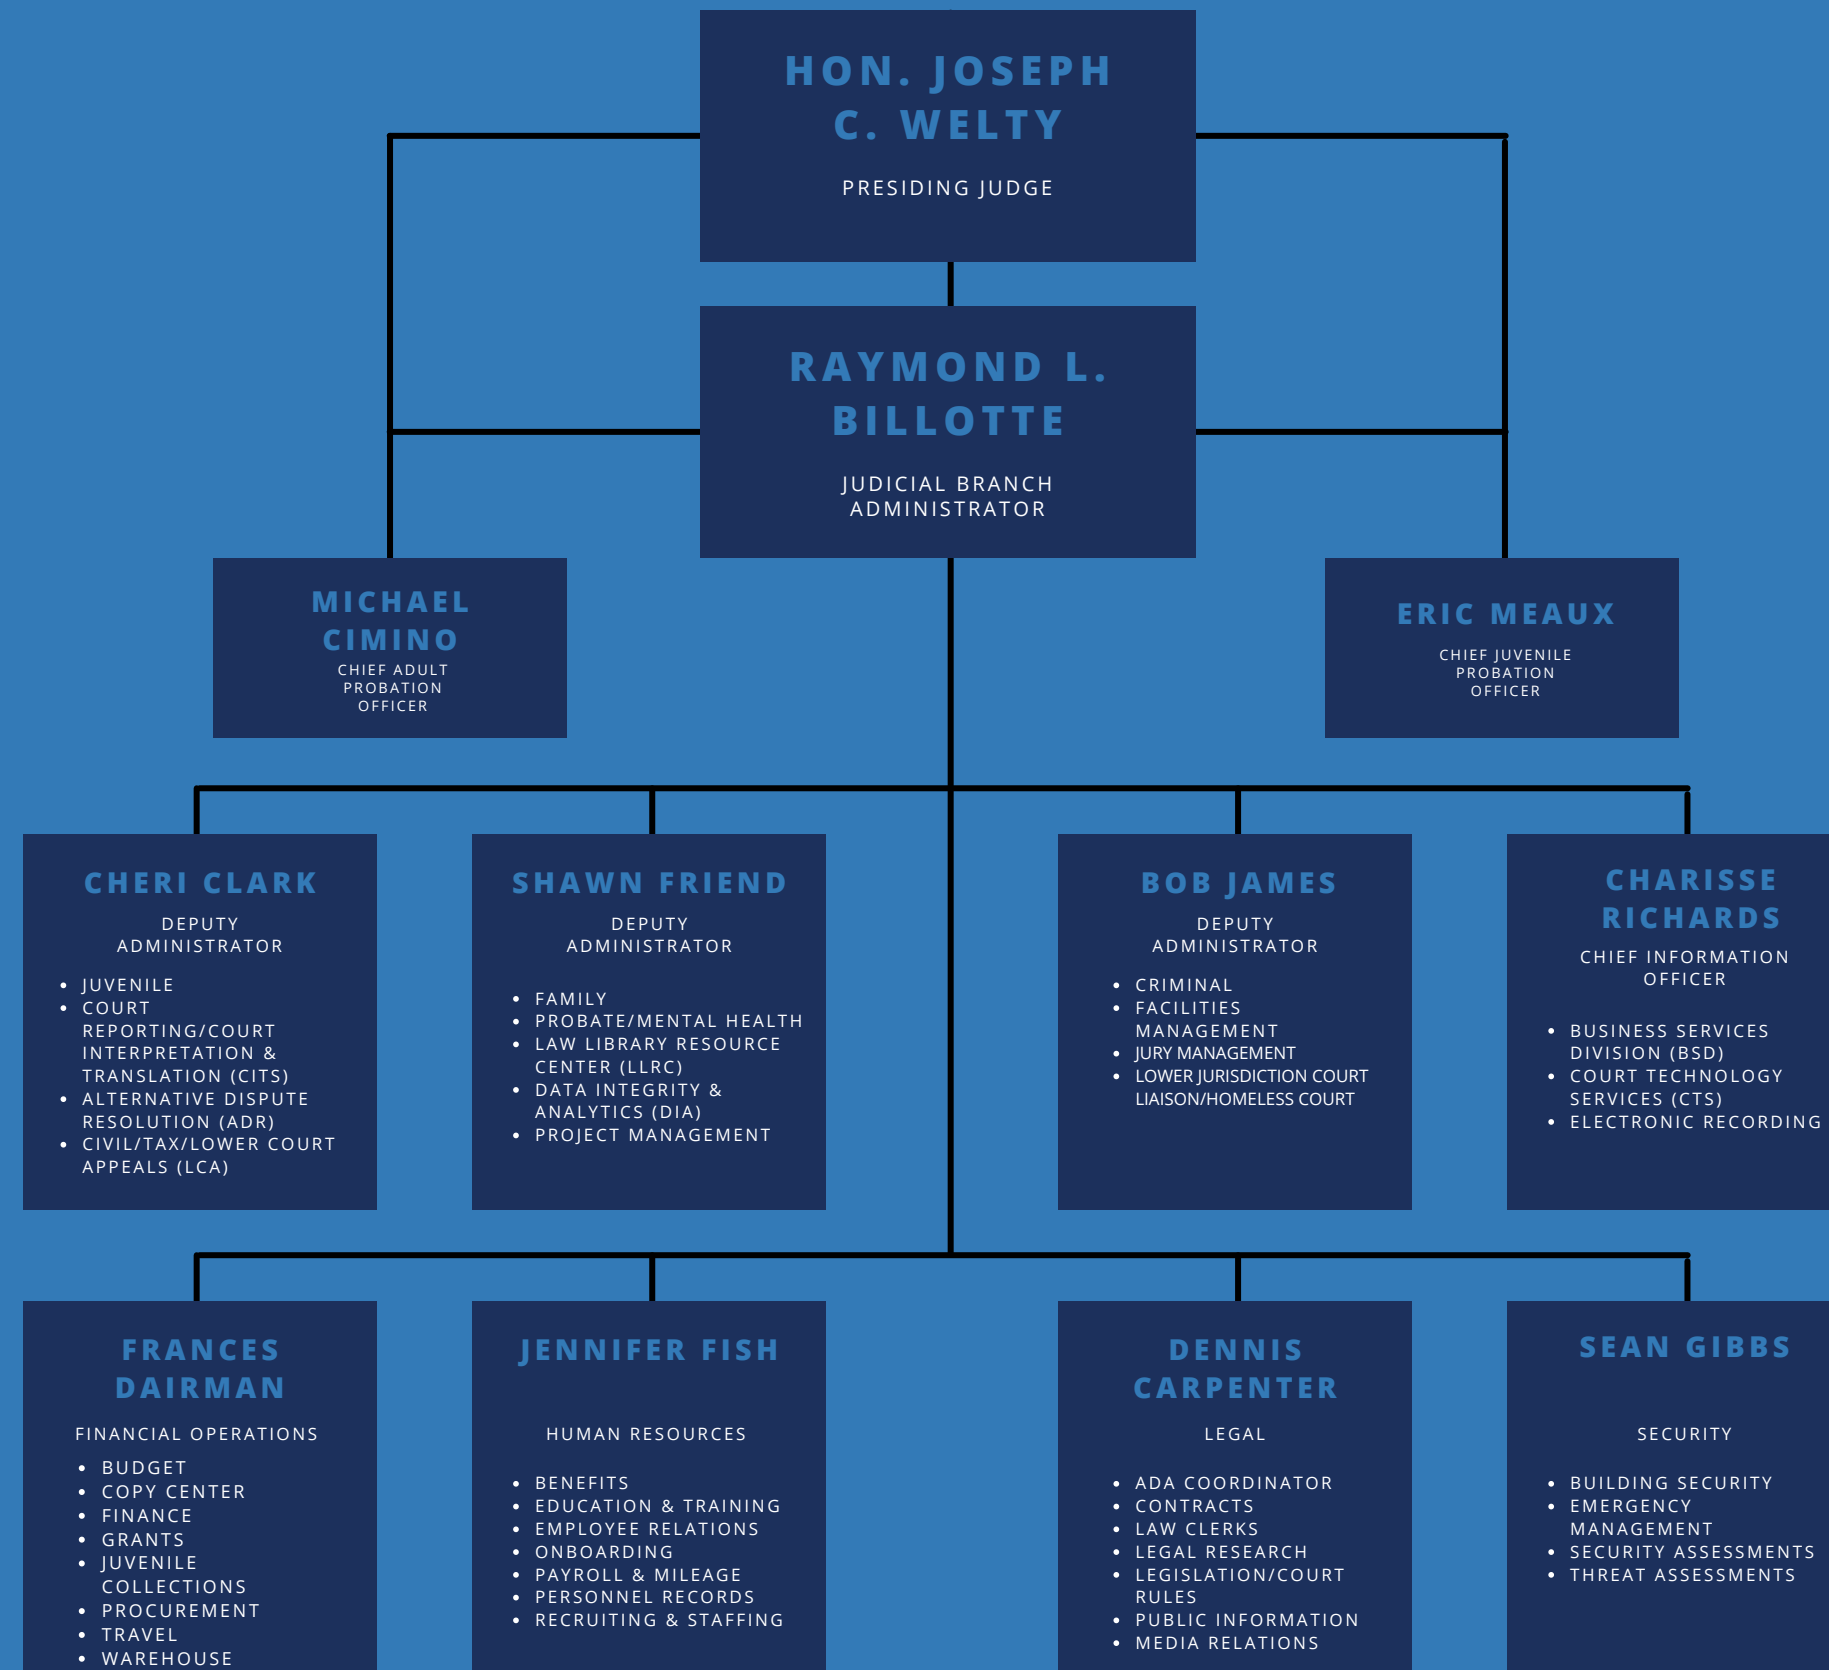 HON. JOSEPH
C. WELTY
PRESIDING JUDGE
RAYMOND L.
BILLOTTE
JUDICIAL BRANCH
ADMINISTRATOR
MICHAEL
CIMINO
CHIEF ADULT
PROBATION
OFFICER
ERIC MEAUX
CHIEF JUVENILE
PROBATION
OFFICER
CHERI CLARK
DEPUTY
ADMINISTRATOR
• JUVENILE
• COURT
REPORTING/COURT
INTERPRETATION &
TRANSLATION (CITS)
• ALTERNATIVE DISPUTE
RESOLUTION (ADR)
• CIVIL/TAX/LOWER COURT
APPEALS (LCA)
SHAWN FRIEND
DEPUTY
ADMINISTRATOR
• FAMILY
• PROBATE/MENTAL HEALTH
• LAW LIBRARY RESOURCE
CENTER (LLRC)
• DATA INTEGRITY &
ANALYTICS (DIA)
• PROJECT MANAGEMENT
BOB JAMES
DEPUTY
ADMINISTRATOR
• CRIMINAL
• FACILITIES
MANAGEMENT
• JURY MANAGEMENT
• LOWER JURISDICTION COURT
LIAISON/HOMELESS COURT
CHARISSE
RICHARDS
CHIEF INFORMATION
OFFICER
• BUSINESS SERVICES
DIVISION (BSD)
• COURT TECHNOLOGY
SERVICES (CTS)
• ELECTRONIC RECORDING
FRANCES
DAIRMAN
FINANCIAL OPERATIONS
• BUDGET
• COPY CENTER
• FINANCE
• GRANTS
• JUVENILE
COLLECTIONS
• PROCUREMENT
• TRAVEL
• WAREHOUSE
JENNIFER FISH
HUMAN RESOURCES
• BENEFITS
• EDUCATION & TRAINING
• EMPLOYEE RELATIONS
• ONBOARDING
• PAYROLL & MILEAGE
• PERSONNEL RECORDS
• RECRUITING & STAFFING
DENNIS
CARPENTER
LEGAL
• ADA COORDINATOR
• CONTRACTS
• LAW CLERKS
• LEGAL RESEARCH
• LEGISLATION/COURT
RULES
• PUBLIC INFORMATION
• MEDIA RELATIONS
SEAN GIBBS
SECURITY
• BUILDING SECURITY
• EMERGENCY
MANAGEMENT
• SECURITY ASSESSMENTS
• THREAT ASSESSMENTS